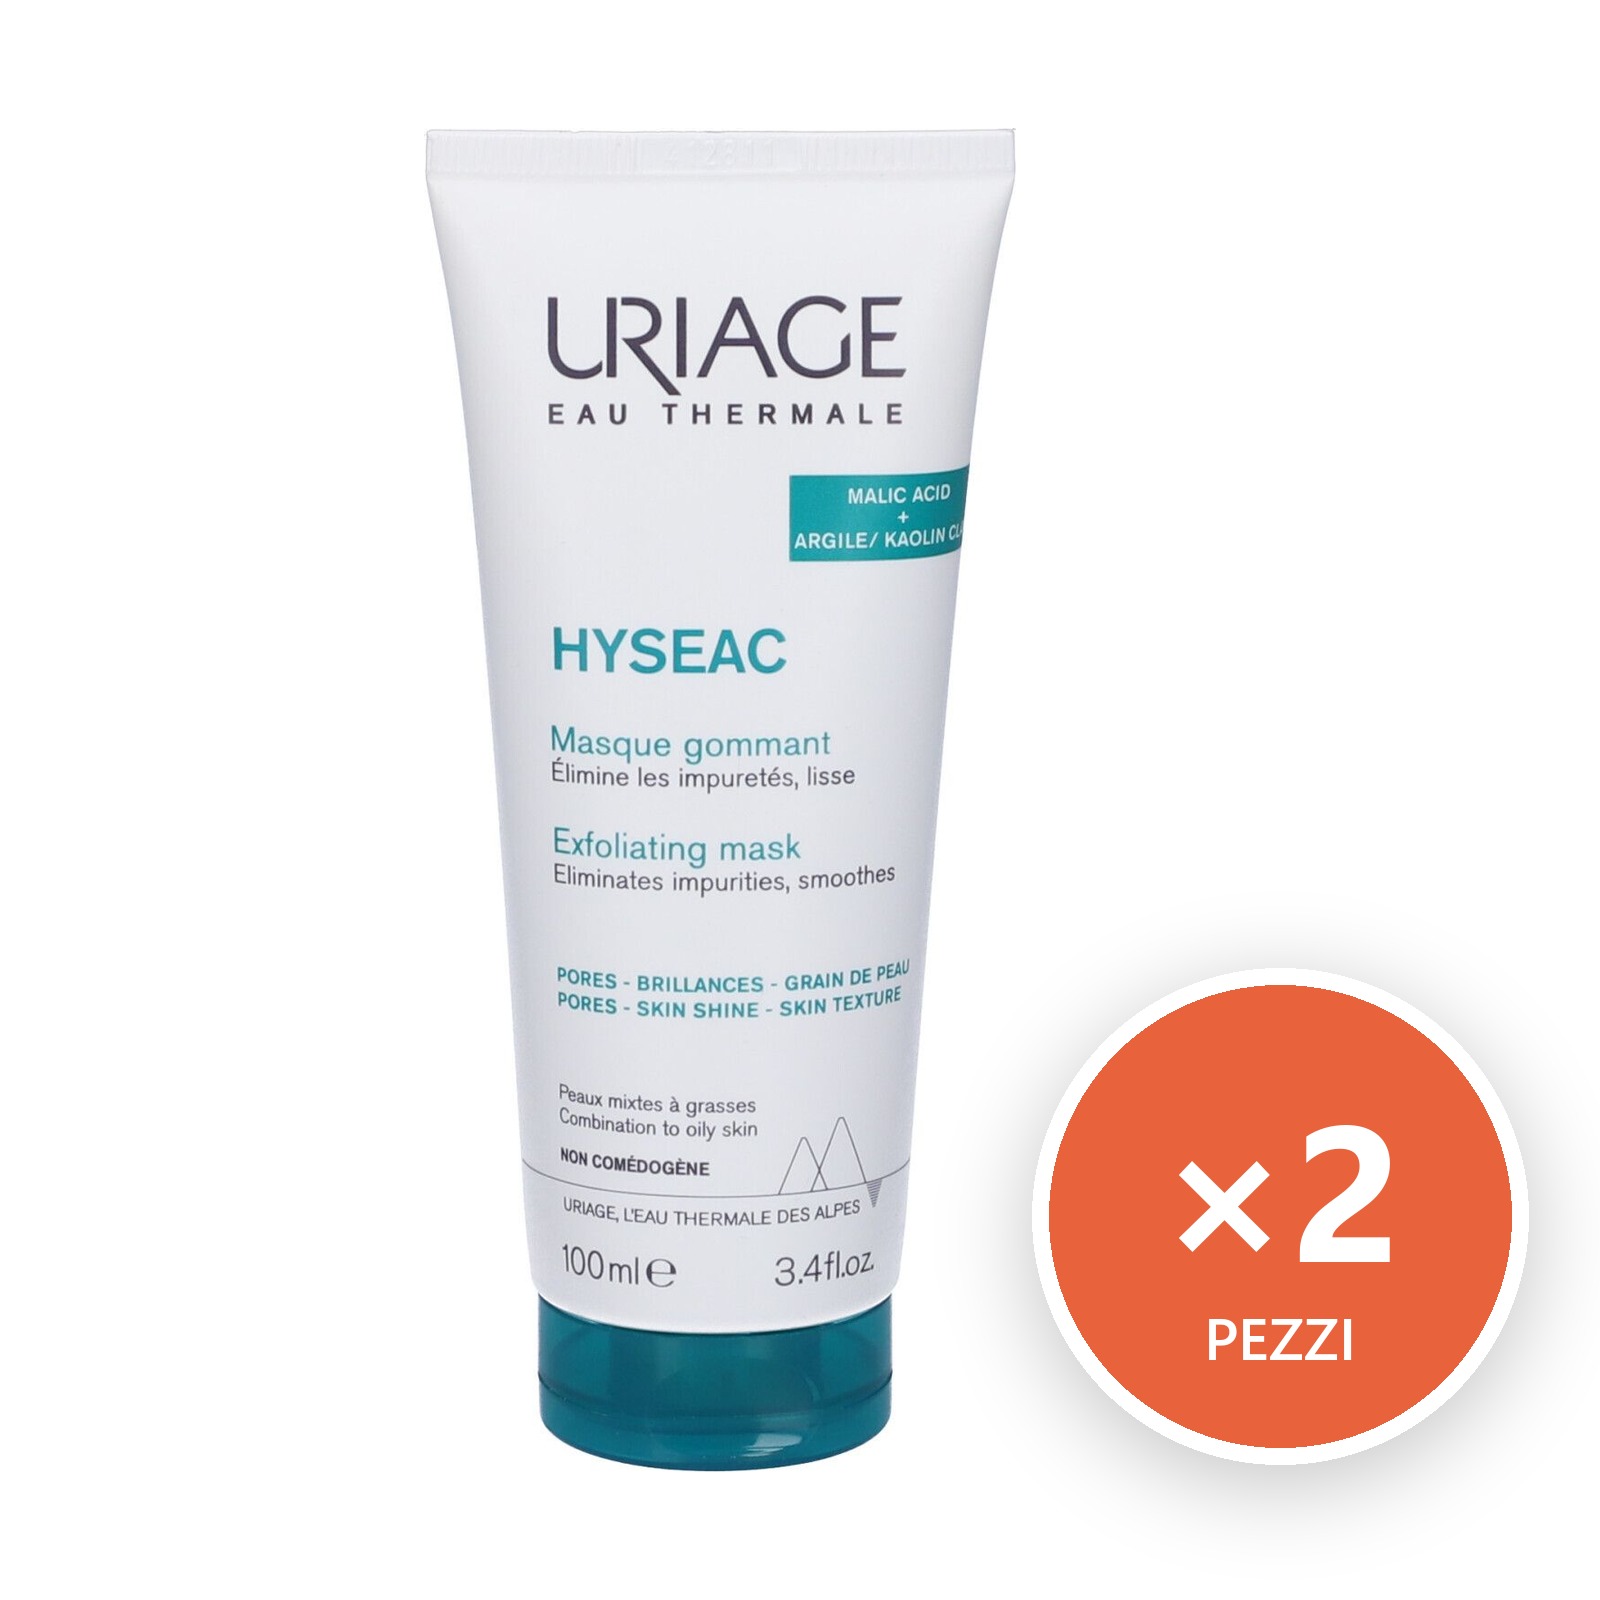 URIAGE
EAU THERMALE
MALIC ACID
+
ARGILE/ KAOLIN
HYSEAC
Masque gommant
Élimine les impuretés, lisse
Exfoliating mask
Eliminates impurities, smoothes
PORES - BRILLANCES - GRAIN DE PEAU
PORES - SKIN SHINE - SKIN TEXTURE
Peaux mixtes à grasses
Combination to oily skin
NON COMÉDOGÈNE
URIAGE, L'EAU THERMALE DES ALPES
100ml℮ 3.4fl.oz.
×2
PEZZI